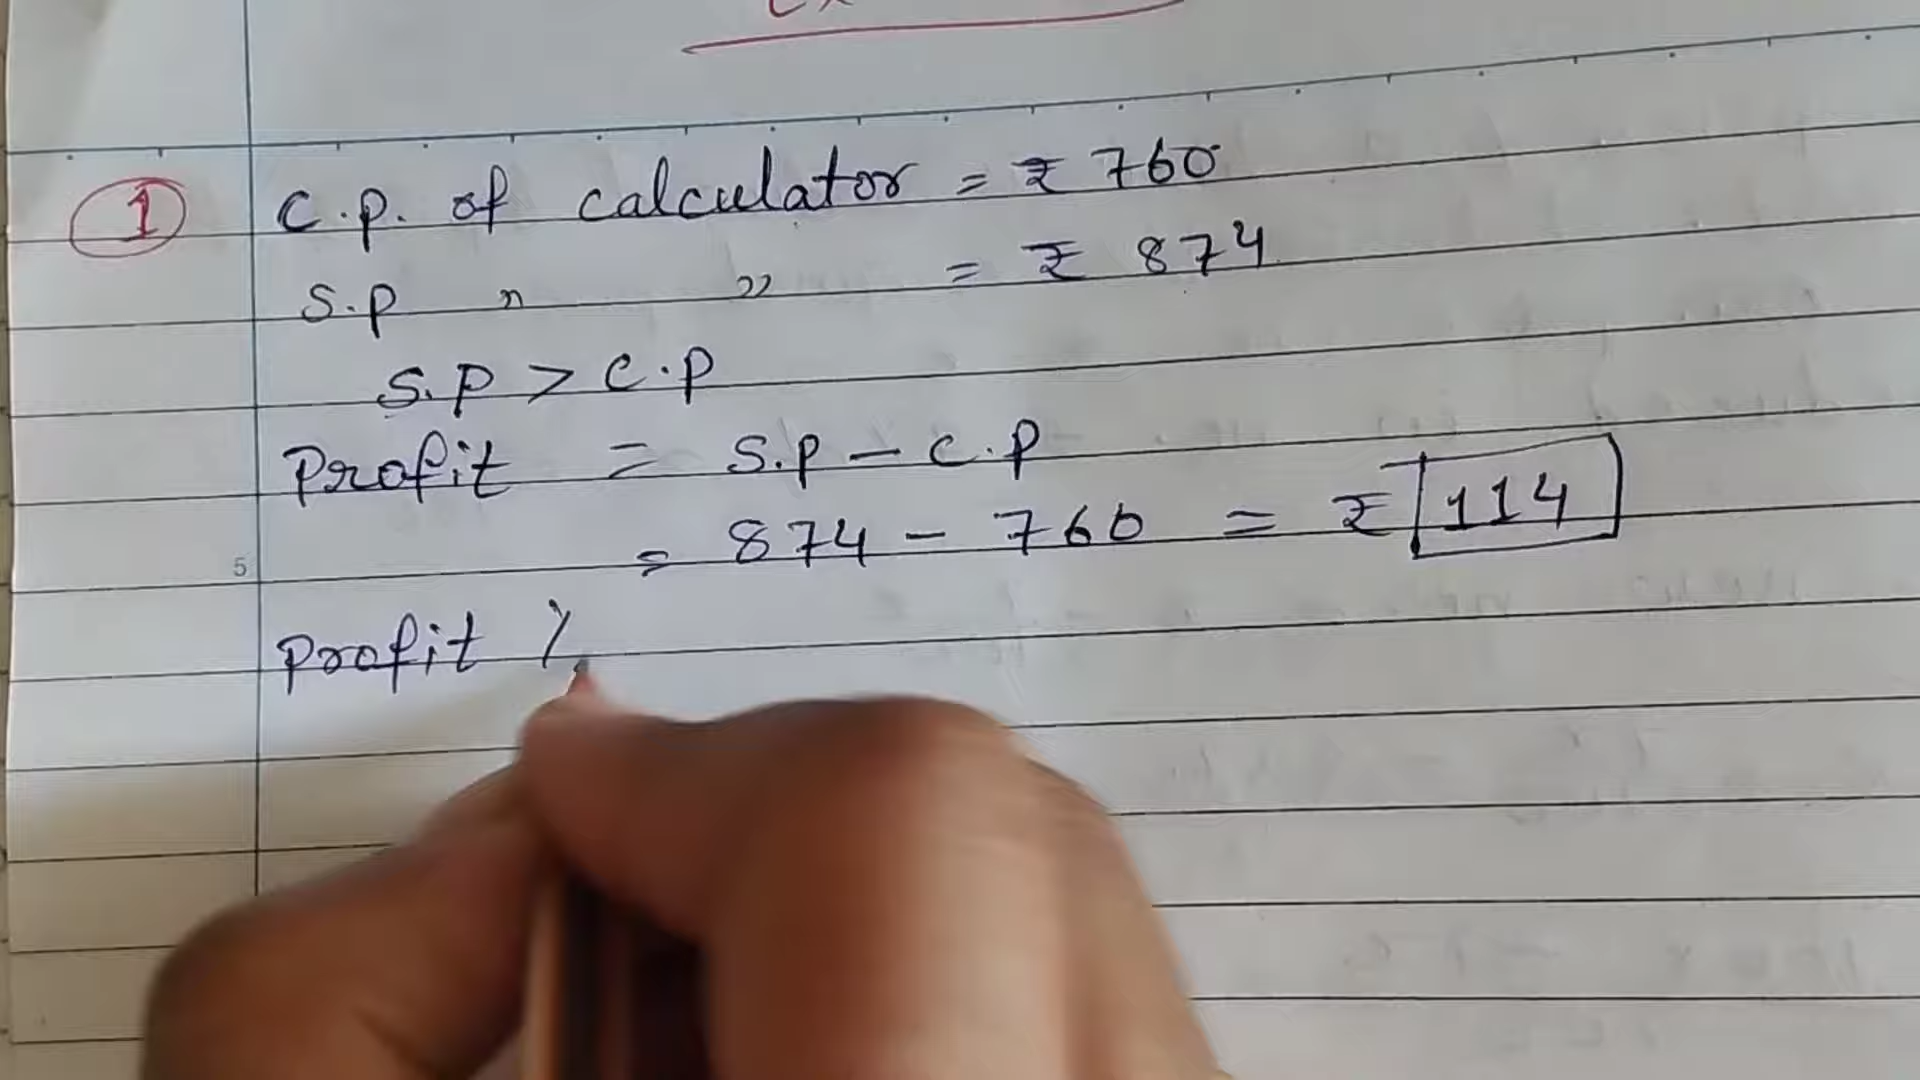 1 C.P. of calculator = ₹ 760
S.P " " = ₹ 874
S.P > C.P
Profit = S.P - C.P
= 874 - 760 = ₹ 114
5
Profit %